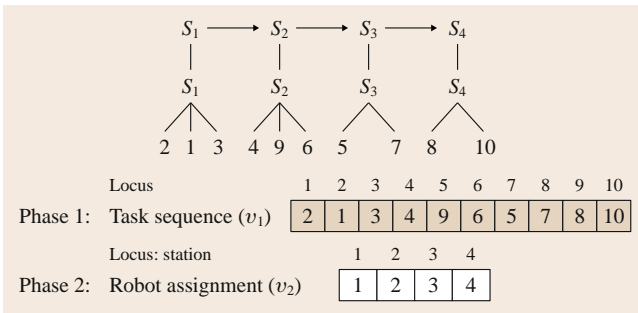 S1 S2 S3 S4
S1 S2 S3 S4
2 1 3 4 9 6 5 7 8 10
Locus 1 2 3 4 5 6 7 8 9 10
Phase 1: Task sequence (v1) 2 1 3 4 9 6 5 7 8 10
Locus: station 1 2 3 4
Phase 2: Robot assignment (v2) 1 2 3 4